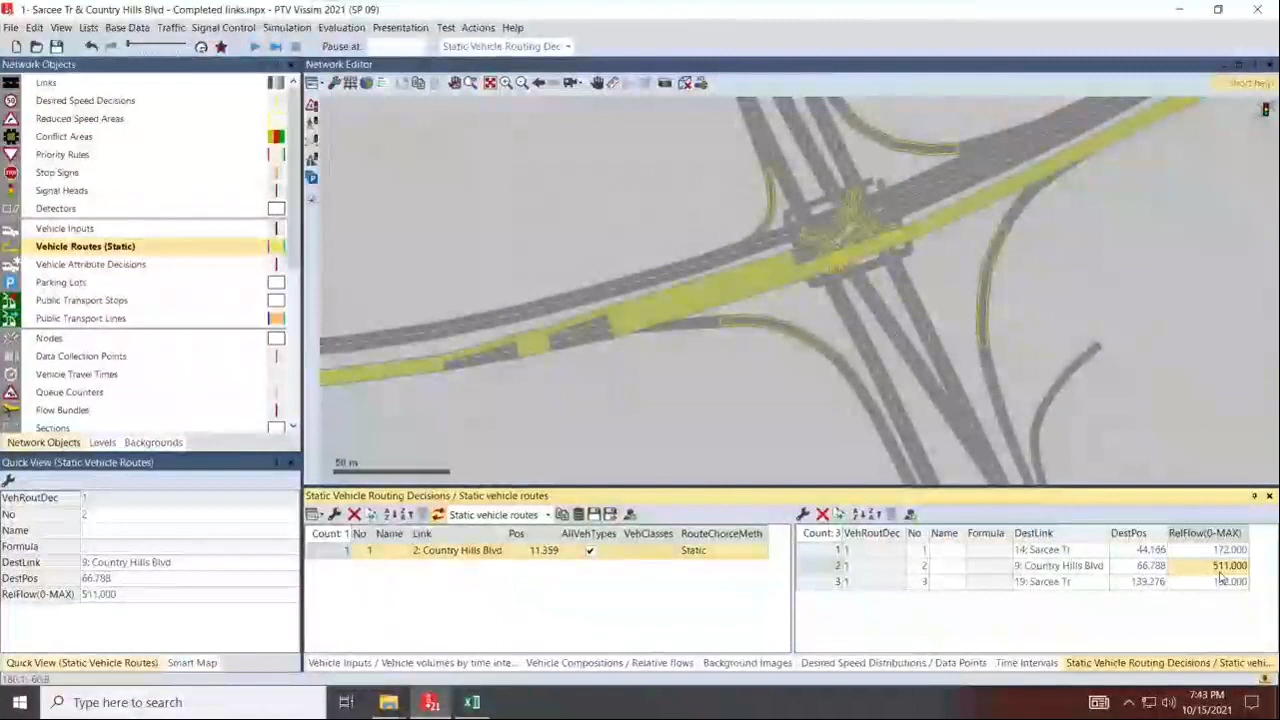 1- Sarcee Tr & Country Hills Blvd - Completed links.inpx - PTV Vissim 2021 (SP 09)
File Edit View Lists Base Data Traffic Signal Control Simulation Evaluation Presentation Test Actions Help
Pause at: Static Vehicle Routing Dec
Network Objects
Links
Desired Speed Decisions
Reduced Speed Areas
Conflict Areas
Priority Rules
Stop Signs
Signal Heads
Detectors
Vehicle Inputs
Vehicle Routes (Static)
Vehicle Attribute Decisions
Parking Lots
Public Transport Stops
Public Transport Lines
Nodes
Data Collection Points
Vehicle Travel Times
Queue Counters
Flow Bundles
Sections
Network Objects Levels Backgrounds
Quick View (Static Vehicle Routes)
VehRoutDec 1
No 2
Name
Formula
DestLink 9: Country Hills Blvd
DestPos 66.788
RelFlow(0-MAX) 511.000
Quick View (Static Vehicle Routes) Smart Map
Network Editor
50 m
Static Vehicle Routing Decisions / Static vehicle routes
Static vehicle routes
Count: 1 No Name Link Pos AllVehTypes VehClasses RouteChoiceMeth
1 1 2: Country Hills Blvd 11.359 Static
Count: 3 VehRoutDec No Name Formula DestLink DestPos RelFlow(0-MAX)
1 1 1 14: Sarcee Tr 44.166 172.000
2 1 2 9: Country Hills Blvd 66.788 511.000
3 1 3 19: Sarcee Tr 139.276
Vehicle Inputs / Vehicle volumes by time inte... Vehicle Compositions / Relative flows Background Images Desired Speed Distributions / Data Points Time Intervals Static Vehicle Routing Decisions / Static vehi...
Type here to search
7:43 PM
10/15/2021